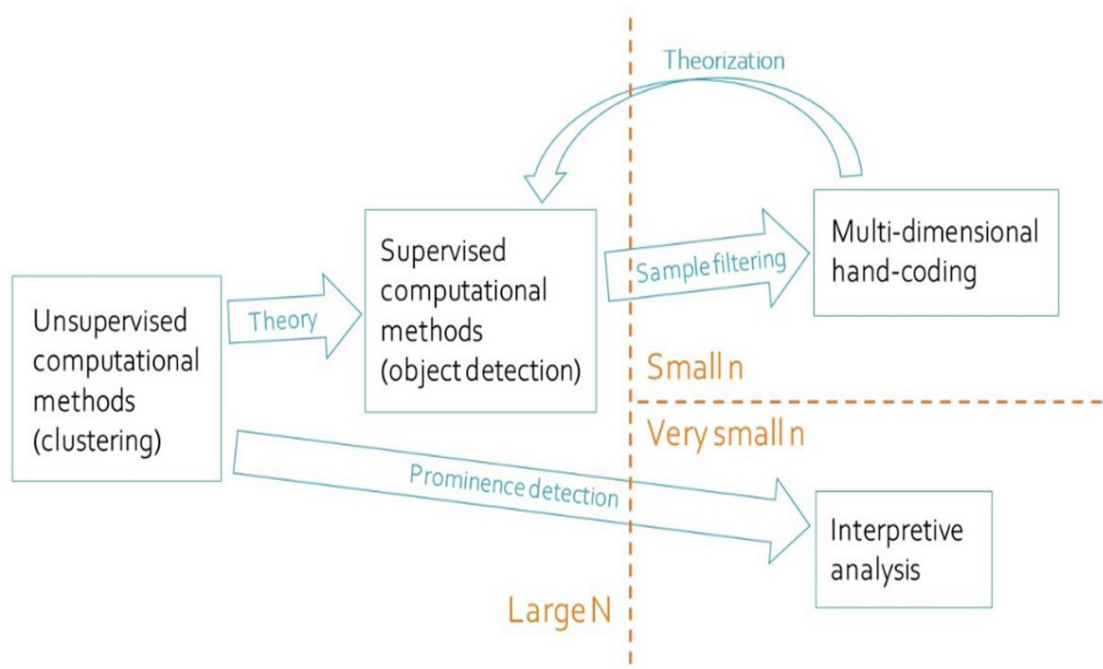 Theorization
Unsupervised
computational
methods
(clustering)
Theory
Supervised
computational
methods
(object detection)
Sample filtering
Multi-dimensional
hand-coding
Small n
Very small n
Prominence detection
Interpretive
analysis
Large N